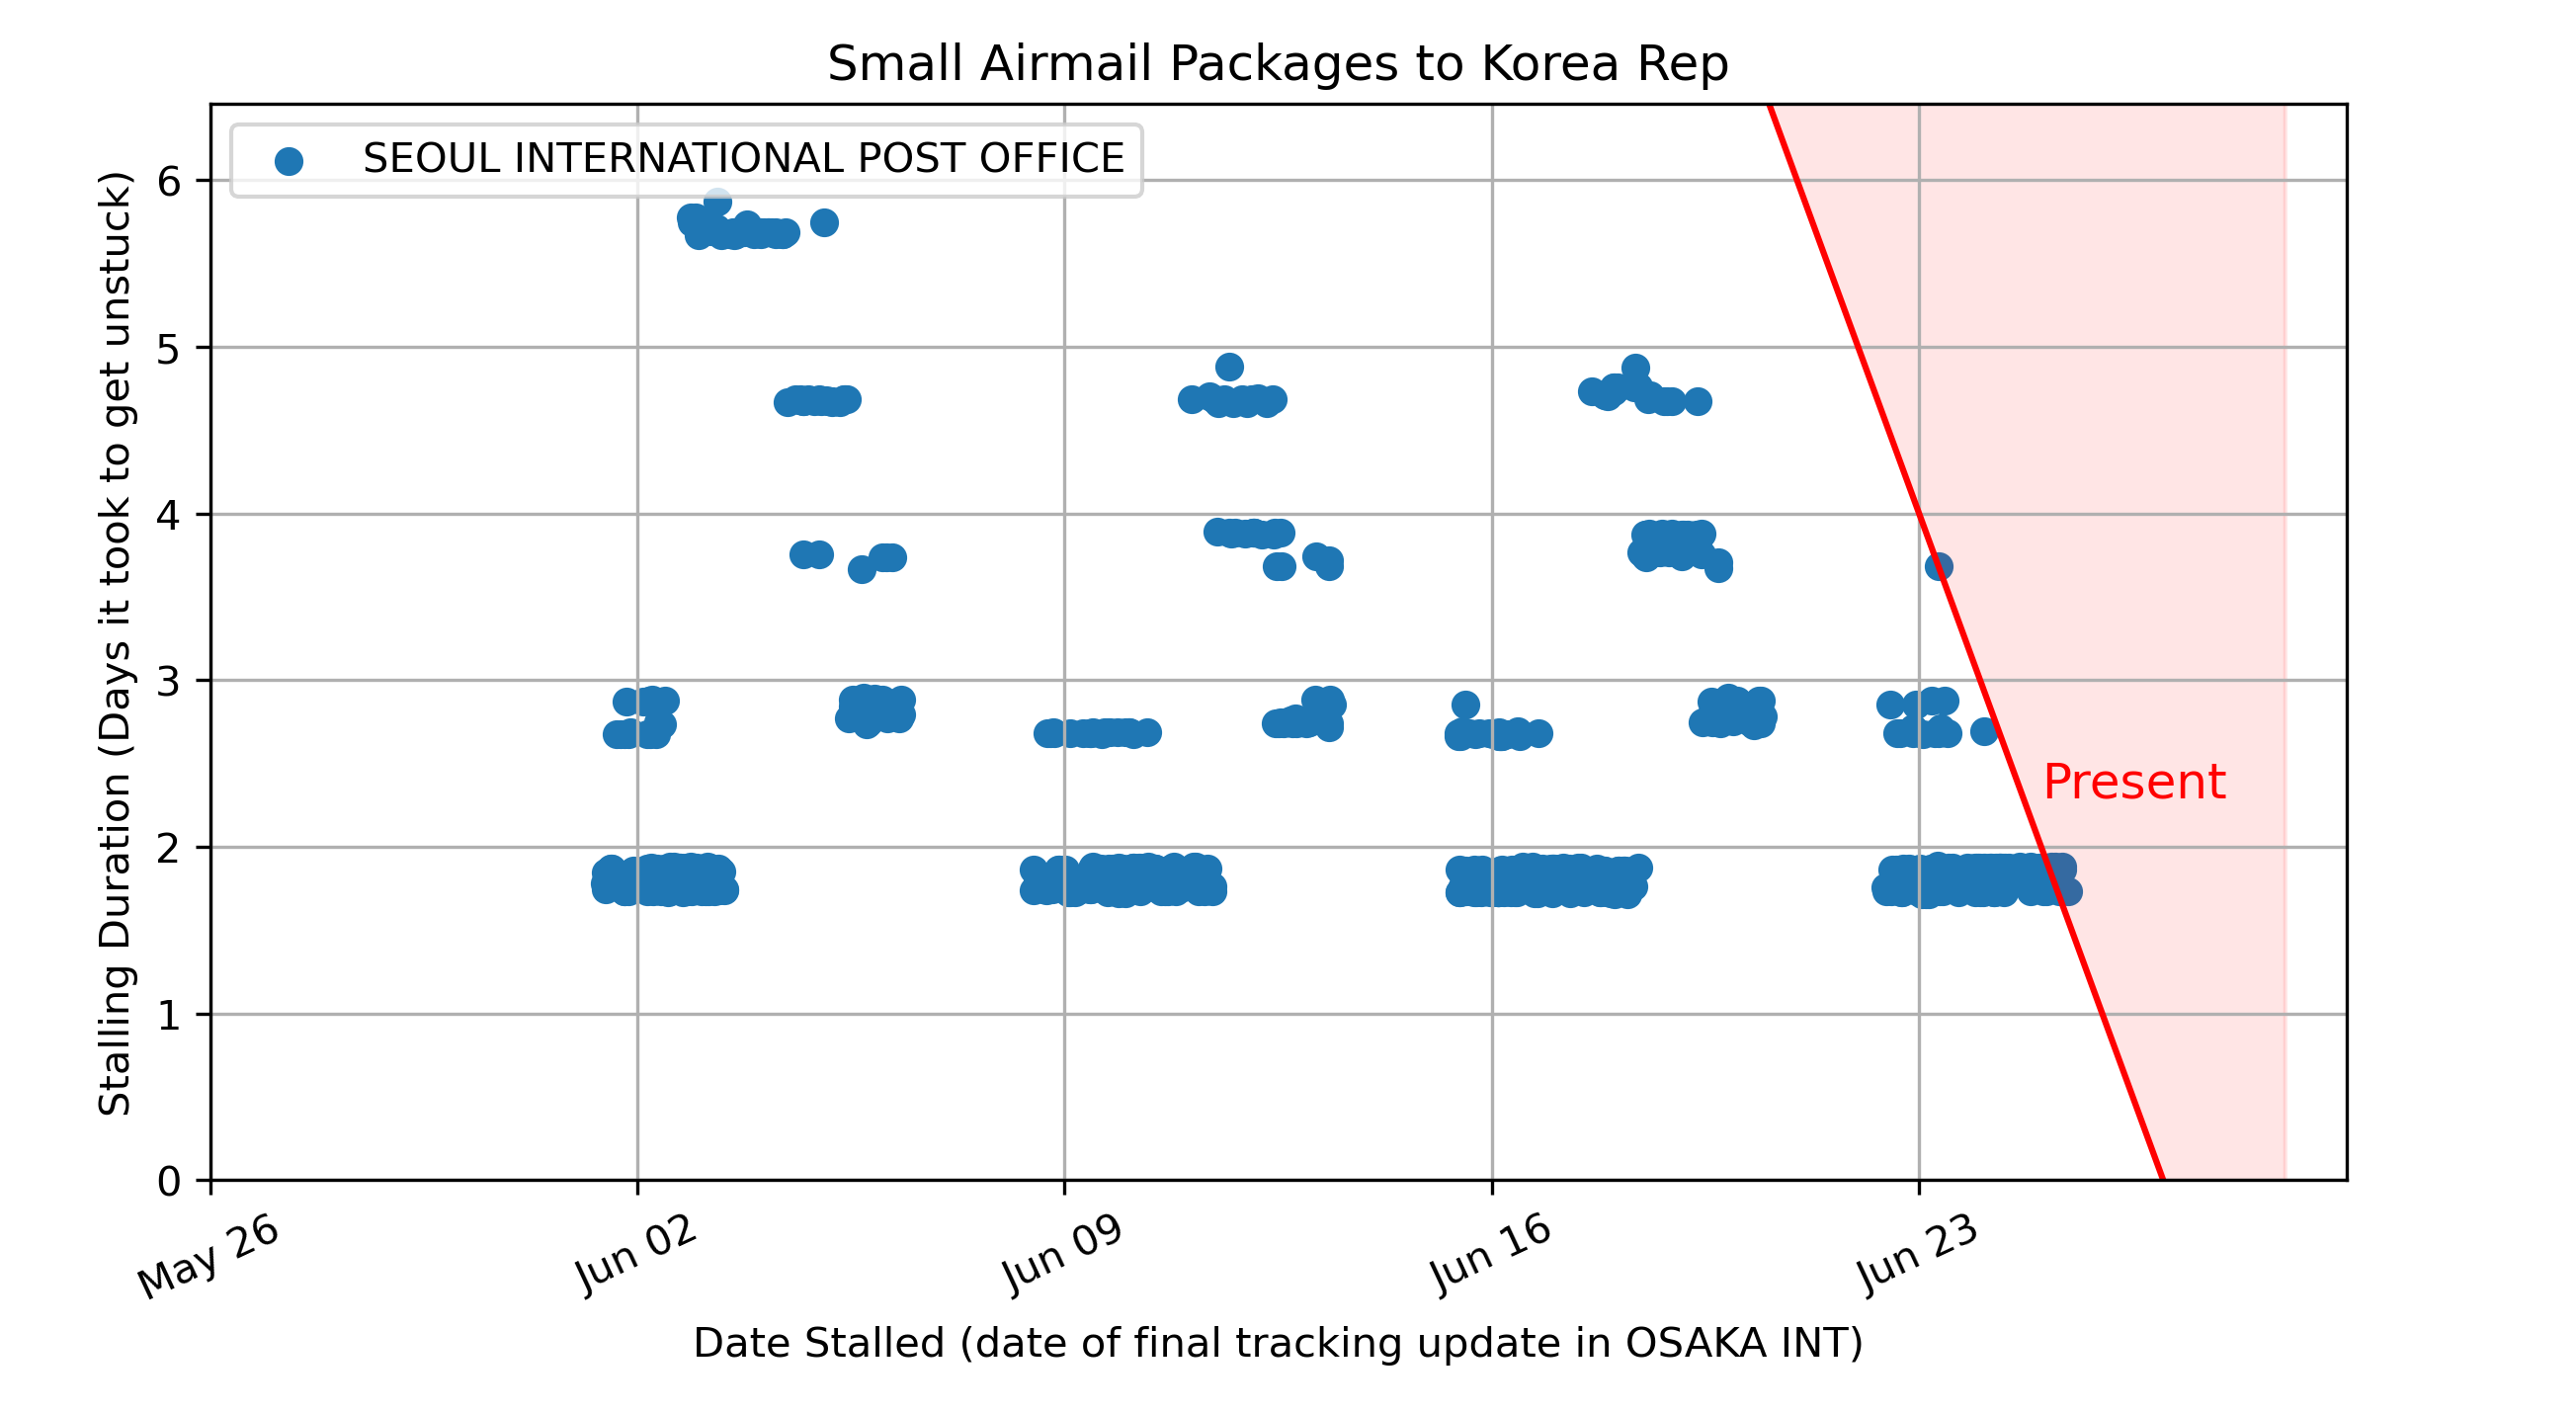 Small Airmail Packages to Korea Rep
SEOUL INTERNATIONAL POST OFFICE
Stalling Duration (Days it took to get unstuck)
6
5
4
3
2
1
0
Present
May 26
Jun 02
Jun 09
Jun 16
Jun 23
Date Stalled (date of final tracking update in OSAKA INT)